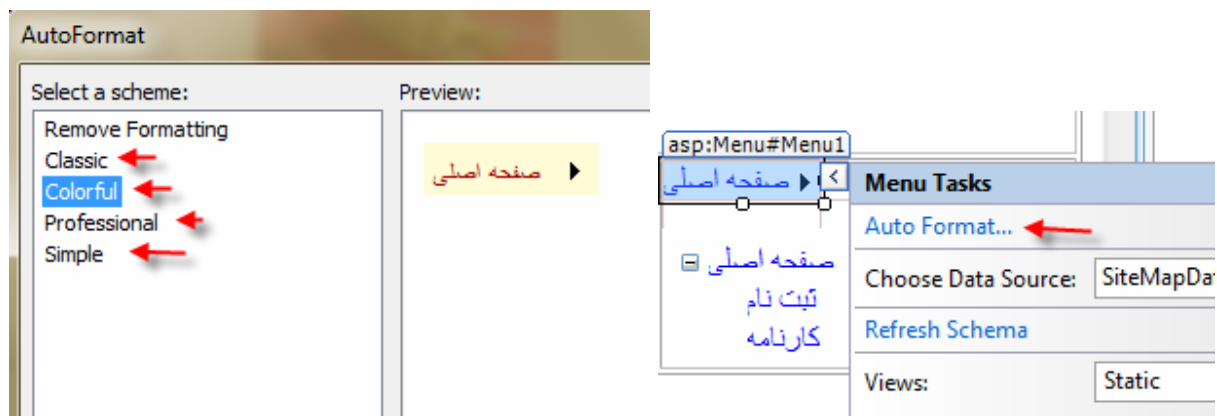 AutoFormat
Select a scheme:
Remove Formatting
Classic
Colorful
Professional
Simple
Preview:
صفحه اصلی
asp:Menu#Menu1
صفحه اصلی
صفحه اصلی
ثبت نام
کارنامه
Menu Tasks
Auto Format...
Choose Data Source: SiteMapDa
Refresh Schema
Views: Static